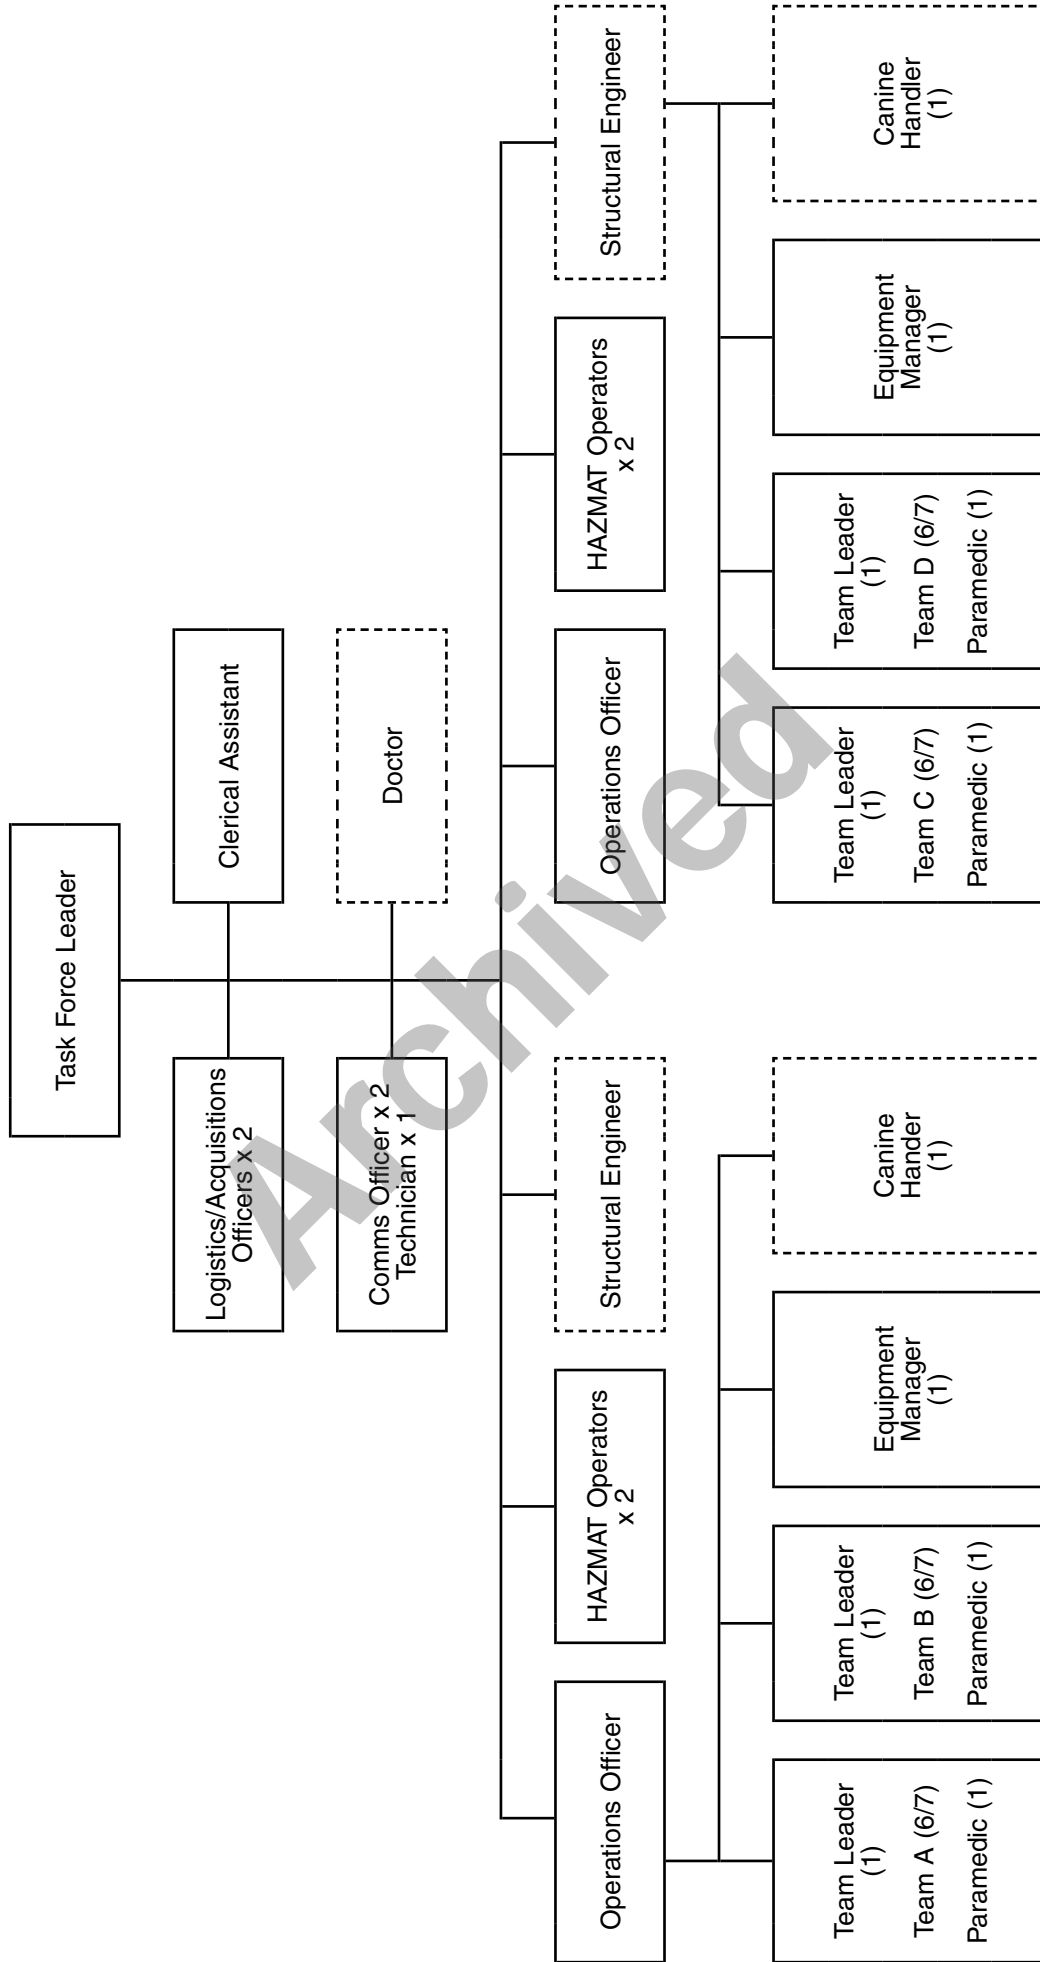 Task Force Leader
Logistics/Acquisitions
Officers x 2
Clerical Assistant
Comms Officer x 2
Technician x 1
Doctor
Operations Officer
HAZMAT Operators
x 2
Structural Engineer
Operations Officer
HAZMAT Operators
x 2
Structural Engineer
Team Leader
(1)
Team A (6/7)
Paramedic (1)
Team Leader
(1)
Team B (6/7)
Paramedic (1)
Equipment
Manager
(1)
Canine
Hander
(1)
Team Leader
(1)
Team C (6/7)
Paramedic (1)
Team Leader
(1)
Team D (6/7)
Paramedic (1)
Equipment
Manager
(1)
Canine
Handler
(1)
Archived